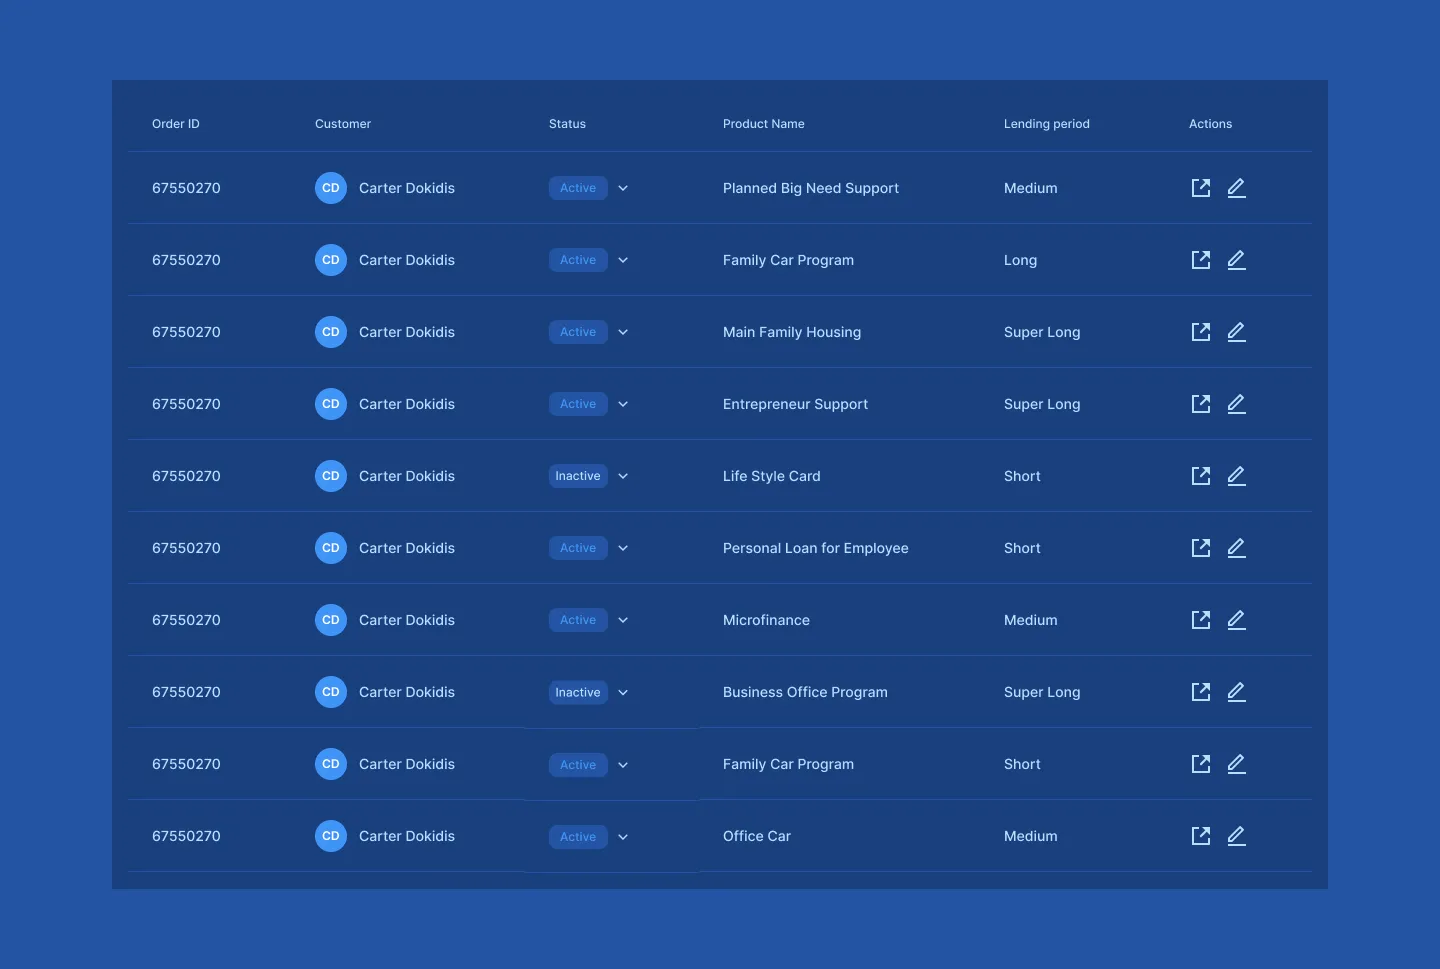 Order ID Customer Status Product Name Lending period Actions
67550270 CD Carter Dokidis Active Planned Big Need Support Medium
67550270 CD Carter Dokidis Active Family Car Program Long
67550270 CD Carter Dokidis Active Main Family Housing Super Long
67550270 CD Carter Dokidis Active Entrepreneur Support Super Long
67550270 CD Carter Dokidis Inactive Life Style Card Short
67550270 CD Carter Dokidis Active Personal Loan for Employee Short
67550270 CD Carter Dokidis Active Microfinance Medium
67550270 CD Carter Dokidis Inactive Business Office Program Super Long
67550270 CD Carter Dokidis Active Family Car Program Short
67550270 CD Carter Dokidis Active Office Car Medium